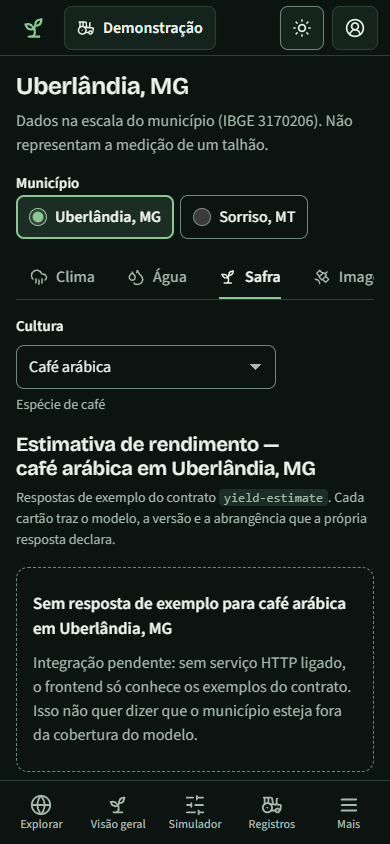 Demonstração
Uberlândia, MG
Dados na escala do município (IBGE 3170206). Não
representam a medição de um talhão.
Município
Uberlândia, MG
Sorriso, MT
Clima
Água
Safra
Imag
Cultura
Café arábica
Espécie de café
Estimativa de rendimento —
café arábica em Uberlândia, MG
Respostas de exemplo do contrato yield-estimate. Cada
cartão traz o modelo, a versão e a abrangência que a própria
resposta declara.
Sem resposta de exemplo para café arábica
em Uberlândia, MG
Integração pendente: sem serviço HTTP ligado,
o frontend só conhece os exemplos do contrato.
Isso não quer dizer que o município esteja fora
da cobertura do modelo.
Explorar
Visão geral
Simulador
Registros
Mais